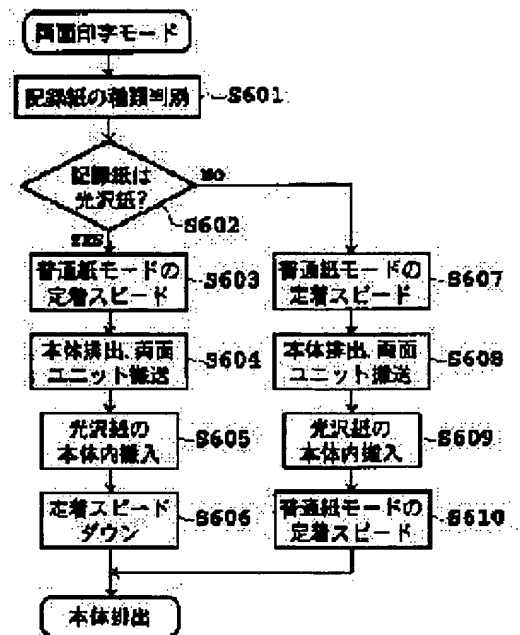 両面印字モード
記録紙の種類判別
S601
記録紙は
光沢紙?
NO
S602
YES
普通紙モードの
定着スピード
S603
普通紙モードの
定着スピード
S607
本体排出、両面
ユニット搬送
S604
本体排出、両面
ユニット搬送
S608
光沢紙の
本体内搬入
S605
光沢紙の
本体内搬入
S609
定着スピード
ダウン
S606
普通紙モードの
定着スピード
S610
本体排出